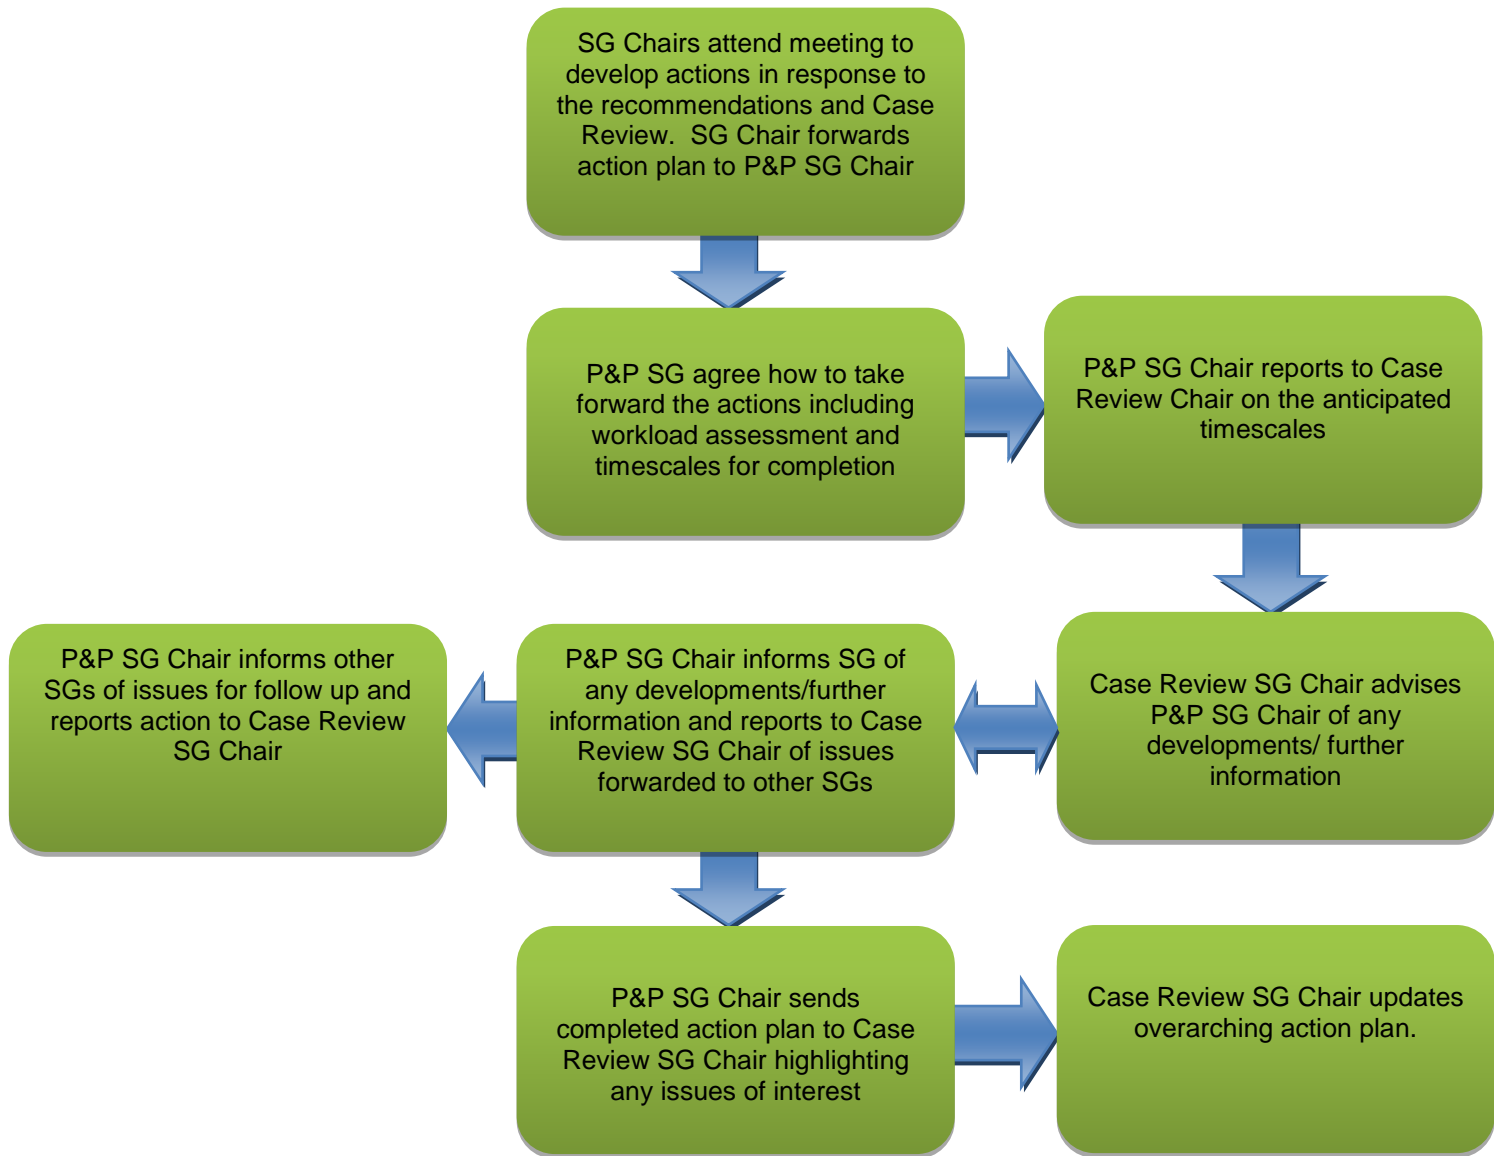 SG Chairs attend meeting to
develop actions in response to
the recommendations and Case
Review.  SG Chair forwards
action plan to P&P SG Chair
P&P SG agree how to take
forward the actions including
workload assessment and
timescales for completion
P&P SG Chair reports to Case
Review Chair on the anticipated
timescales
P&P SG Chair informs other
SGs of issues for follow up and
reports action to Case Review
SG Chair
P&P SG Chair informs SG of
any developments/further
information and reports to Case
Review SG Chair of issues
forwarded to other SGs
Case Review SG Chair advises
P&P SG Chair of any
developments/ further
information
P&P SG Chair sends
completed action plan to Case
Review SG Chair highlighting
any issues of interest
Case Review SG Chair updates
overarching action plan.